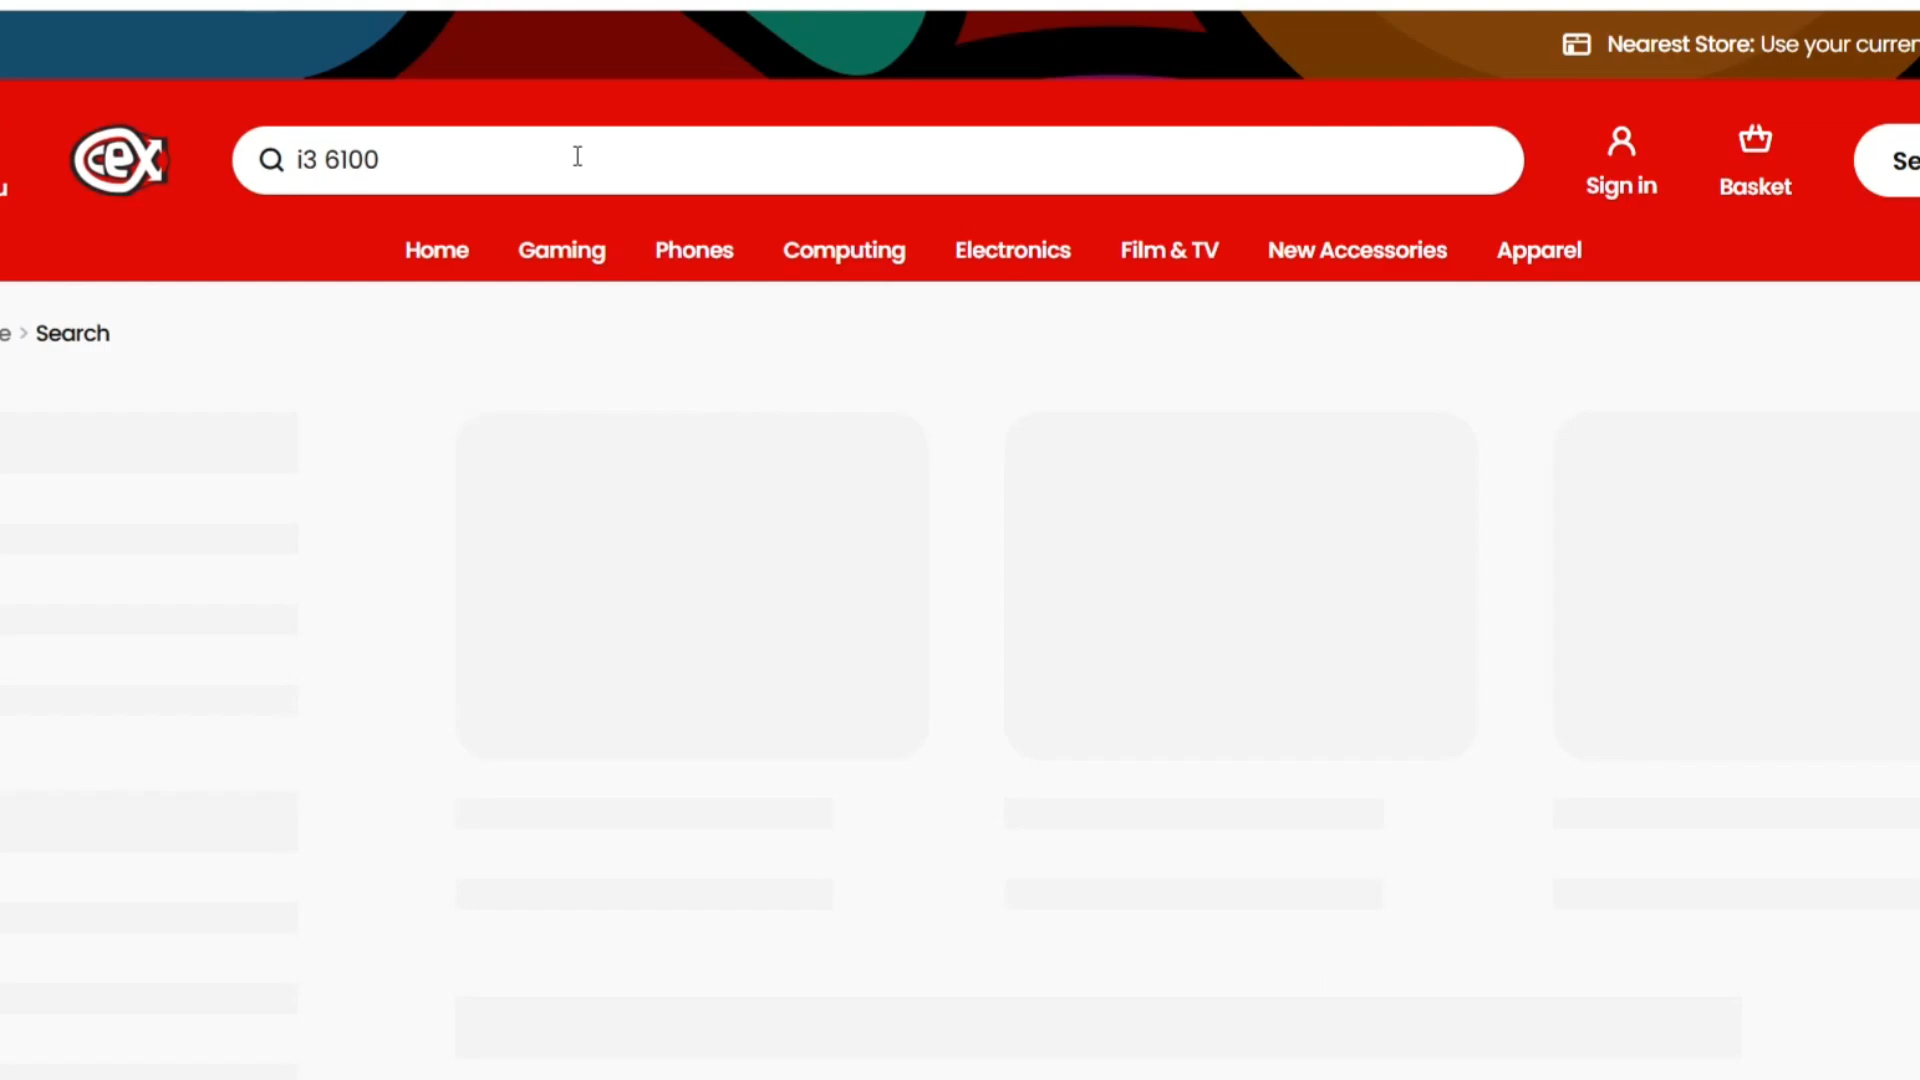 Nearest Store: Use your curren
cex
i3 6100
Sign in
Basket
Se
u
Home
Gaming
Phones
Computing
Electronics
Film & TV
New Accessories
Apparel
e > Search